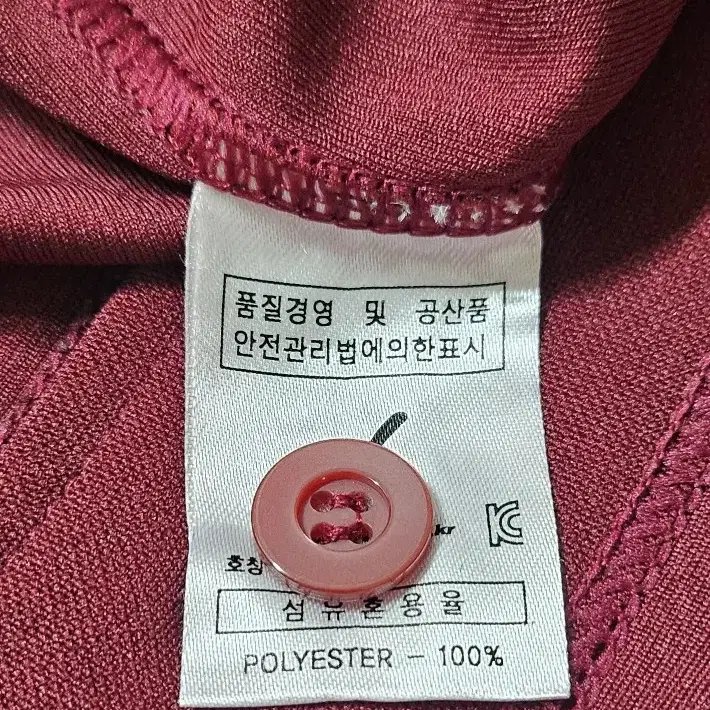 품질경영 및 공산품
안전관리법에의한표시
.kr
호칭
섬유혼용율
POLYESTER - 100%